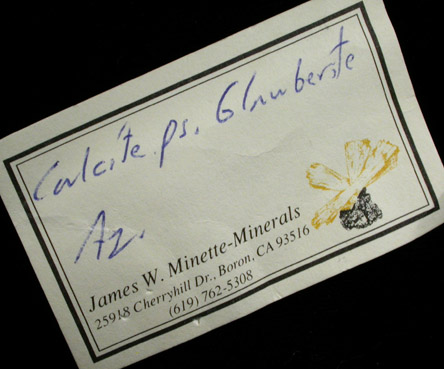 Calcite ps. Glauberite
Az.
James W. Minette-Minerals
25918 Cherryhill Dr., Boron, CA 93516
(619) 762-5308